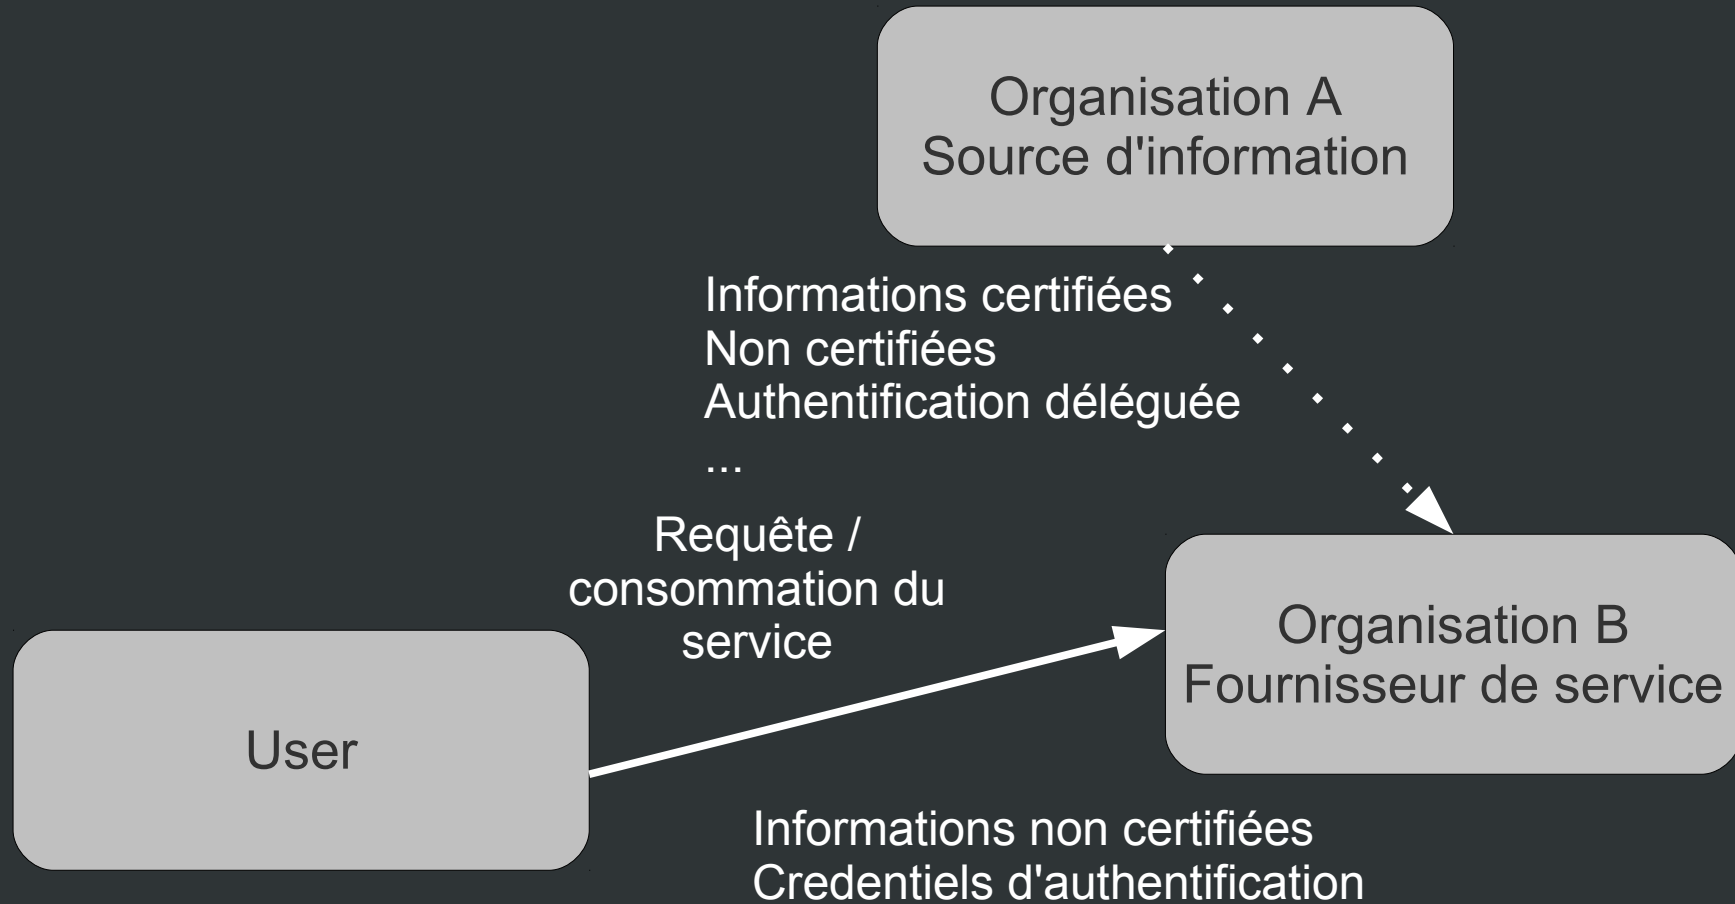 Organisation A
Source d'information
Informations certifiées
Non certifiées
Authentification déléguée
...
Requête /
consommation du
service
Organisation B
Fournisseur de service
User
Informations non certifiées
Credentiels d'authentification